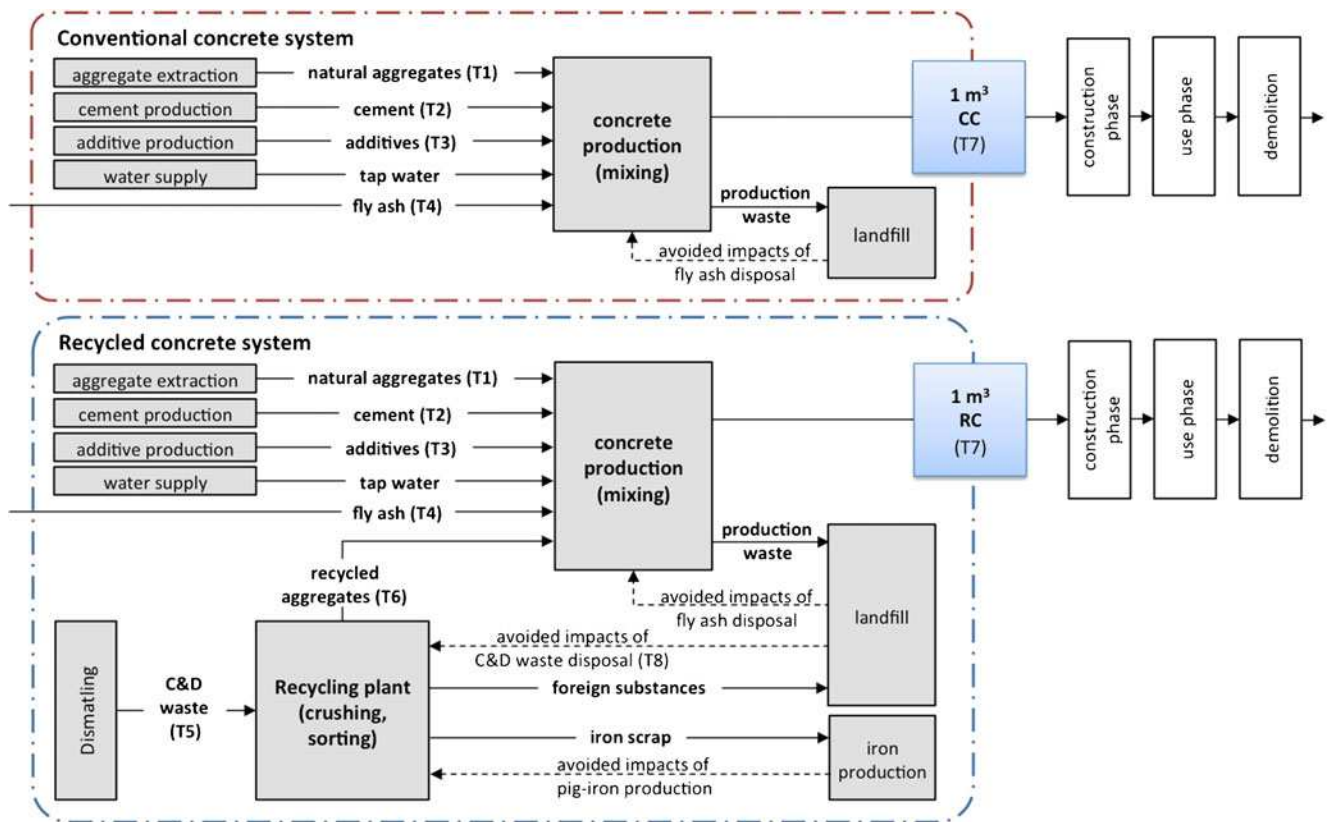 Conventional concrete system
aggregate extraction
natural aggregates (T1)
cement production
cement (T2)
additive production
additives (T3)
water supply
tap water
fly ash (T4)
concrete
production
(mixing)
production
waste
landfill
avoided impacts of
fly ash disposal
1 m³
CC
(T7)
construction
phase
use phase
demolition
Recycled concrete system
aggregate extraction
natural aggregates (T1)
cement production
cement (T2)
additive production
additives (T3)
water supply
tap water
fly ash (T4)
concrete
production
(mixing)
recycled
aggregates (T6)
production
waste
avoided impacts of
fly ash disposal
landfill
avoided impacts of
C&D waste disposal (T8)
foreign substances
Dismatling
C&D
waste
(T5)
Recycling plant
(crushing,
sorting)
iron scrap
avoided impacts of
pig-iron production
iron
production
1 m³
RC
(T7)
construction
phase
use phase
demolition